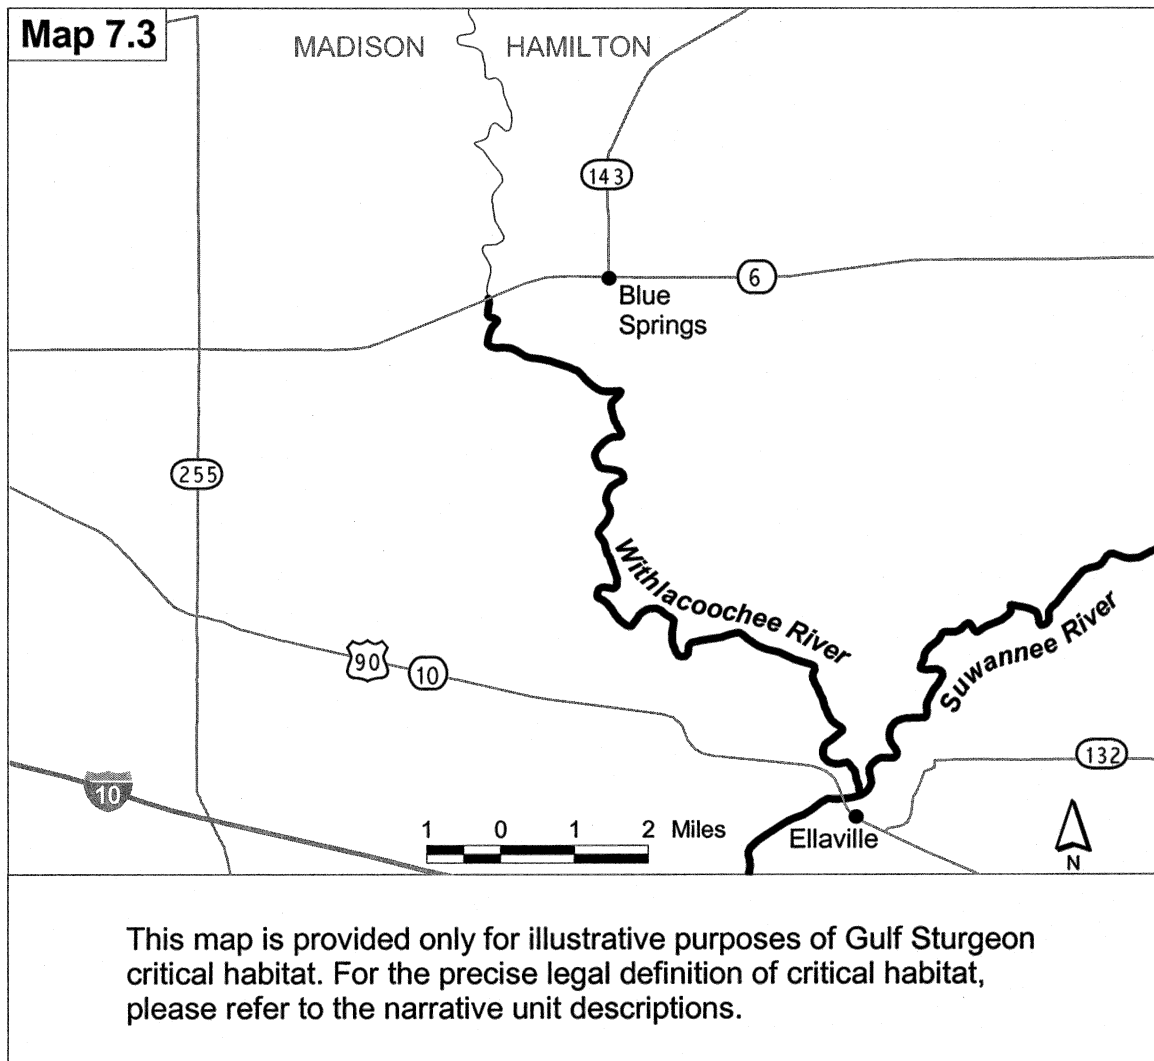 Map 7.3
MADISON
HAMILTON
143
6
Blue
Springs
255
Withlacoochee River
Suwannee River
90
10
132
10
1 0 1 2 Miles
Ellaville
N
This map is provided only for illustrative purposes of Gulf Sturgeon
critical habitat. For the precise legal definition of critical habitat,
please refer to the narrative unit descriptions.